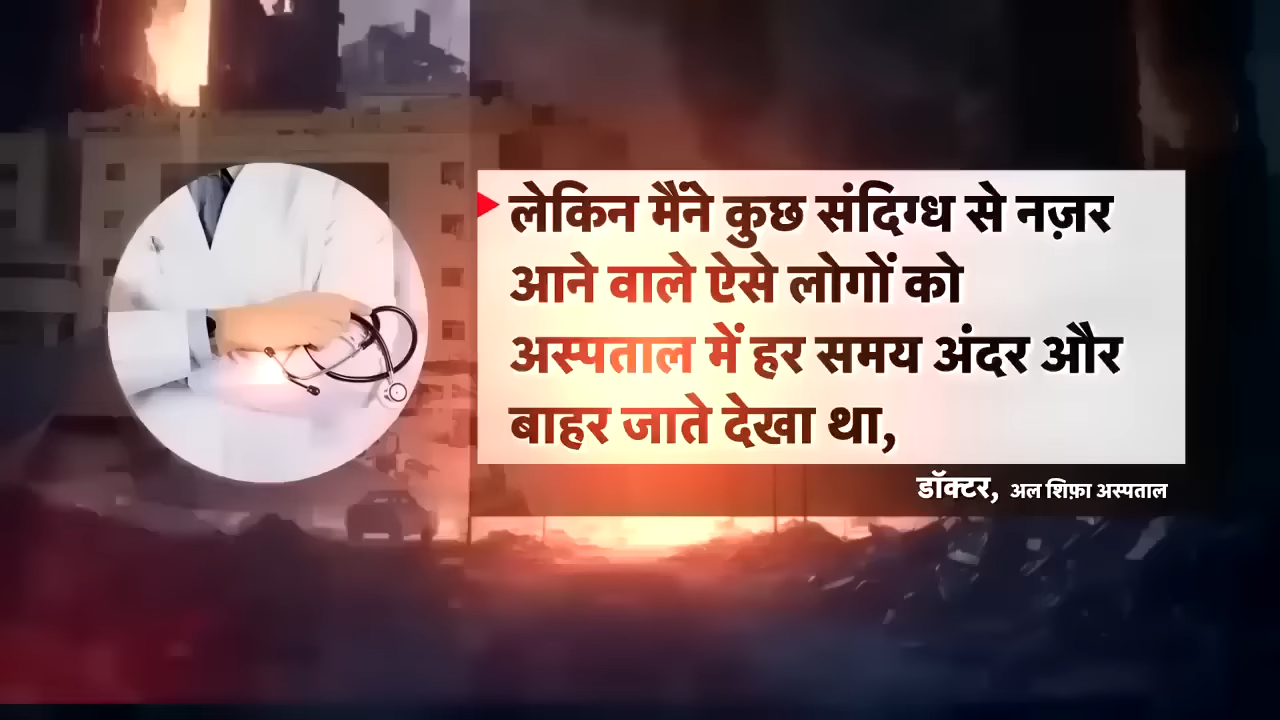 लेकिन मैंने कुछ संदिग्ध से नज़र
आने वाले ऐसे लोगों को
अस्पताल में हर समय अंदर और
बाहर जाते देखा था,
डॉक्टर, अल शिफ़ा अस्पताल